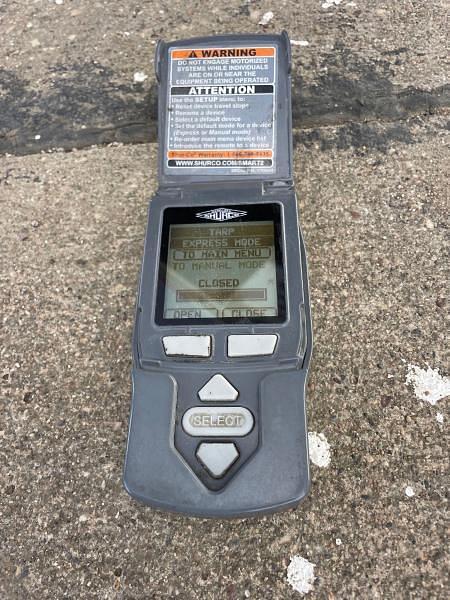 WARNING
DO NOT ENGAGE MOTORIZED
SYSTEMS WHILE INDIVIDUALS
ARE ON OR NEAR THE
EQUIPMENT BEING OPERATED
ATTENTION
Use the SETUP menu to:
• Reset device travel stops
• Rename a device
• Select a default device
• Set the default mode for a device
(Express or Manual mode)
• Re-order main menu device list
• Introduce the remote to a device
WWW.SHURCO.COM/SMART2
SHURCO
TARP
EXPRESS MODE
TO MAIN MENU
TO MANUAL MODE
CLOSED
OPEN
CLOSE
SELECT